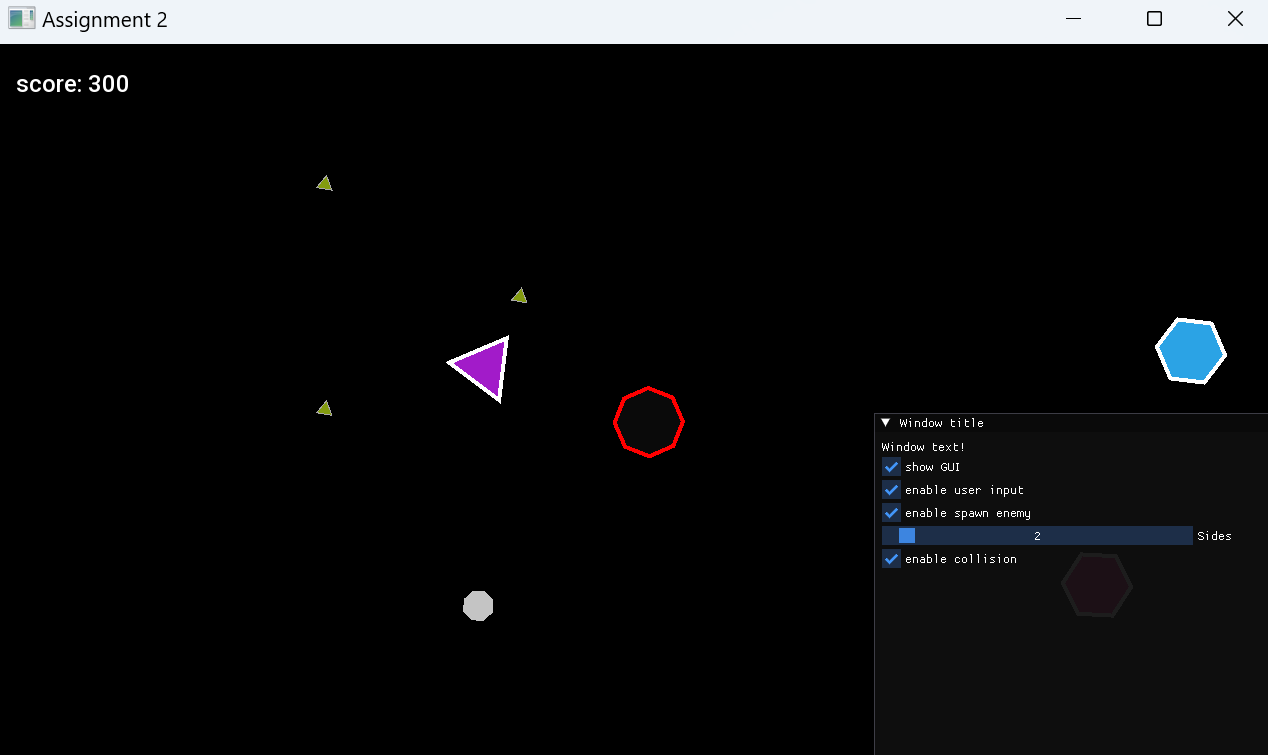 Assignment 2
score: 300
Window title
Window text!
show GUI
enable user input
enable spawn enemy
2 Sides
enable collision